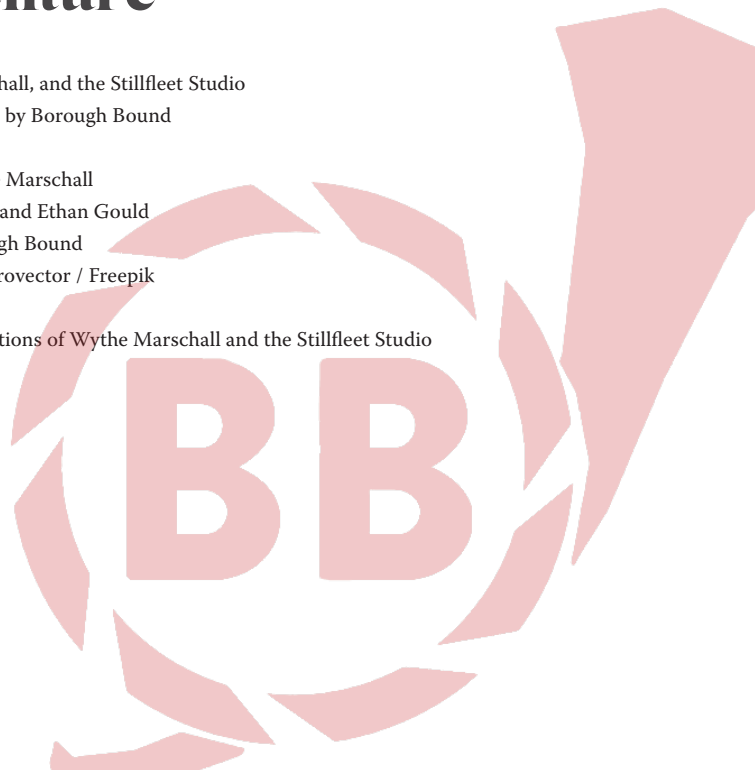 hall, and the Stillfleet Studio
by Borough Bound
Marschall
and Ethan Gould
gh Bound
rovector / Freepik
tions of Wythe Marschall and the Stillfleet Studio
BB